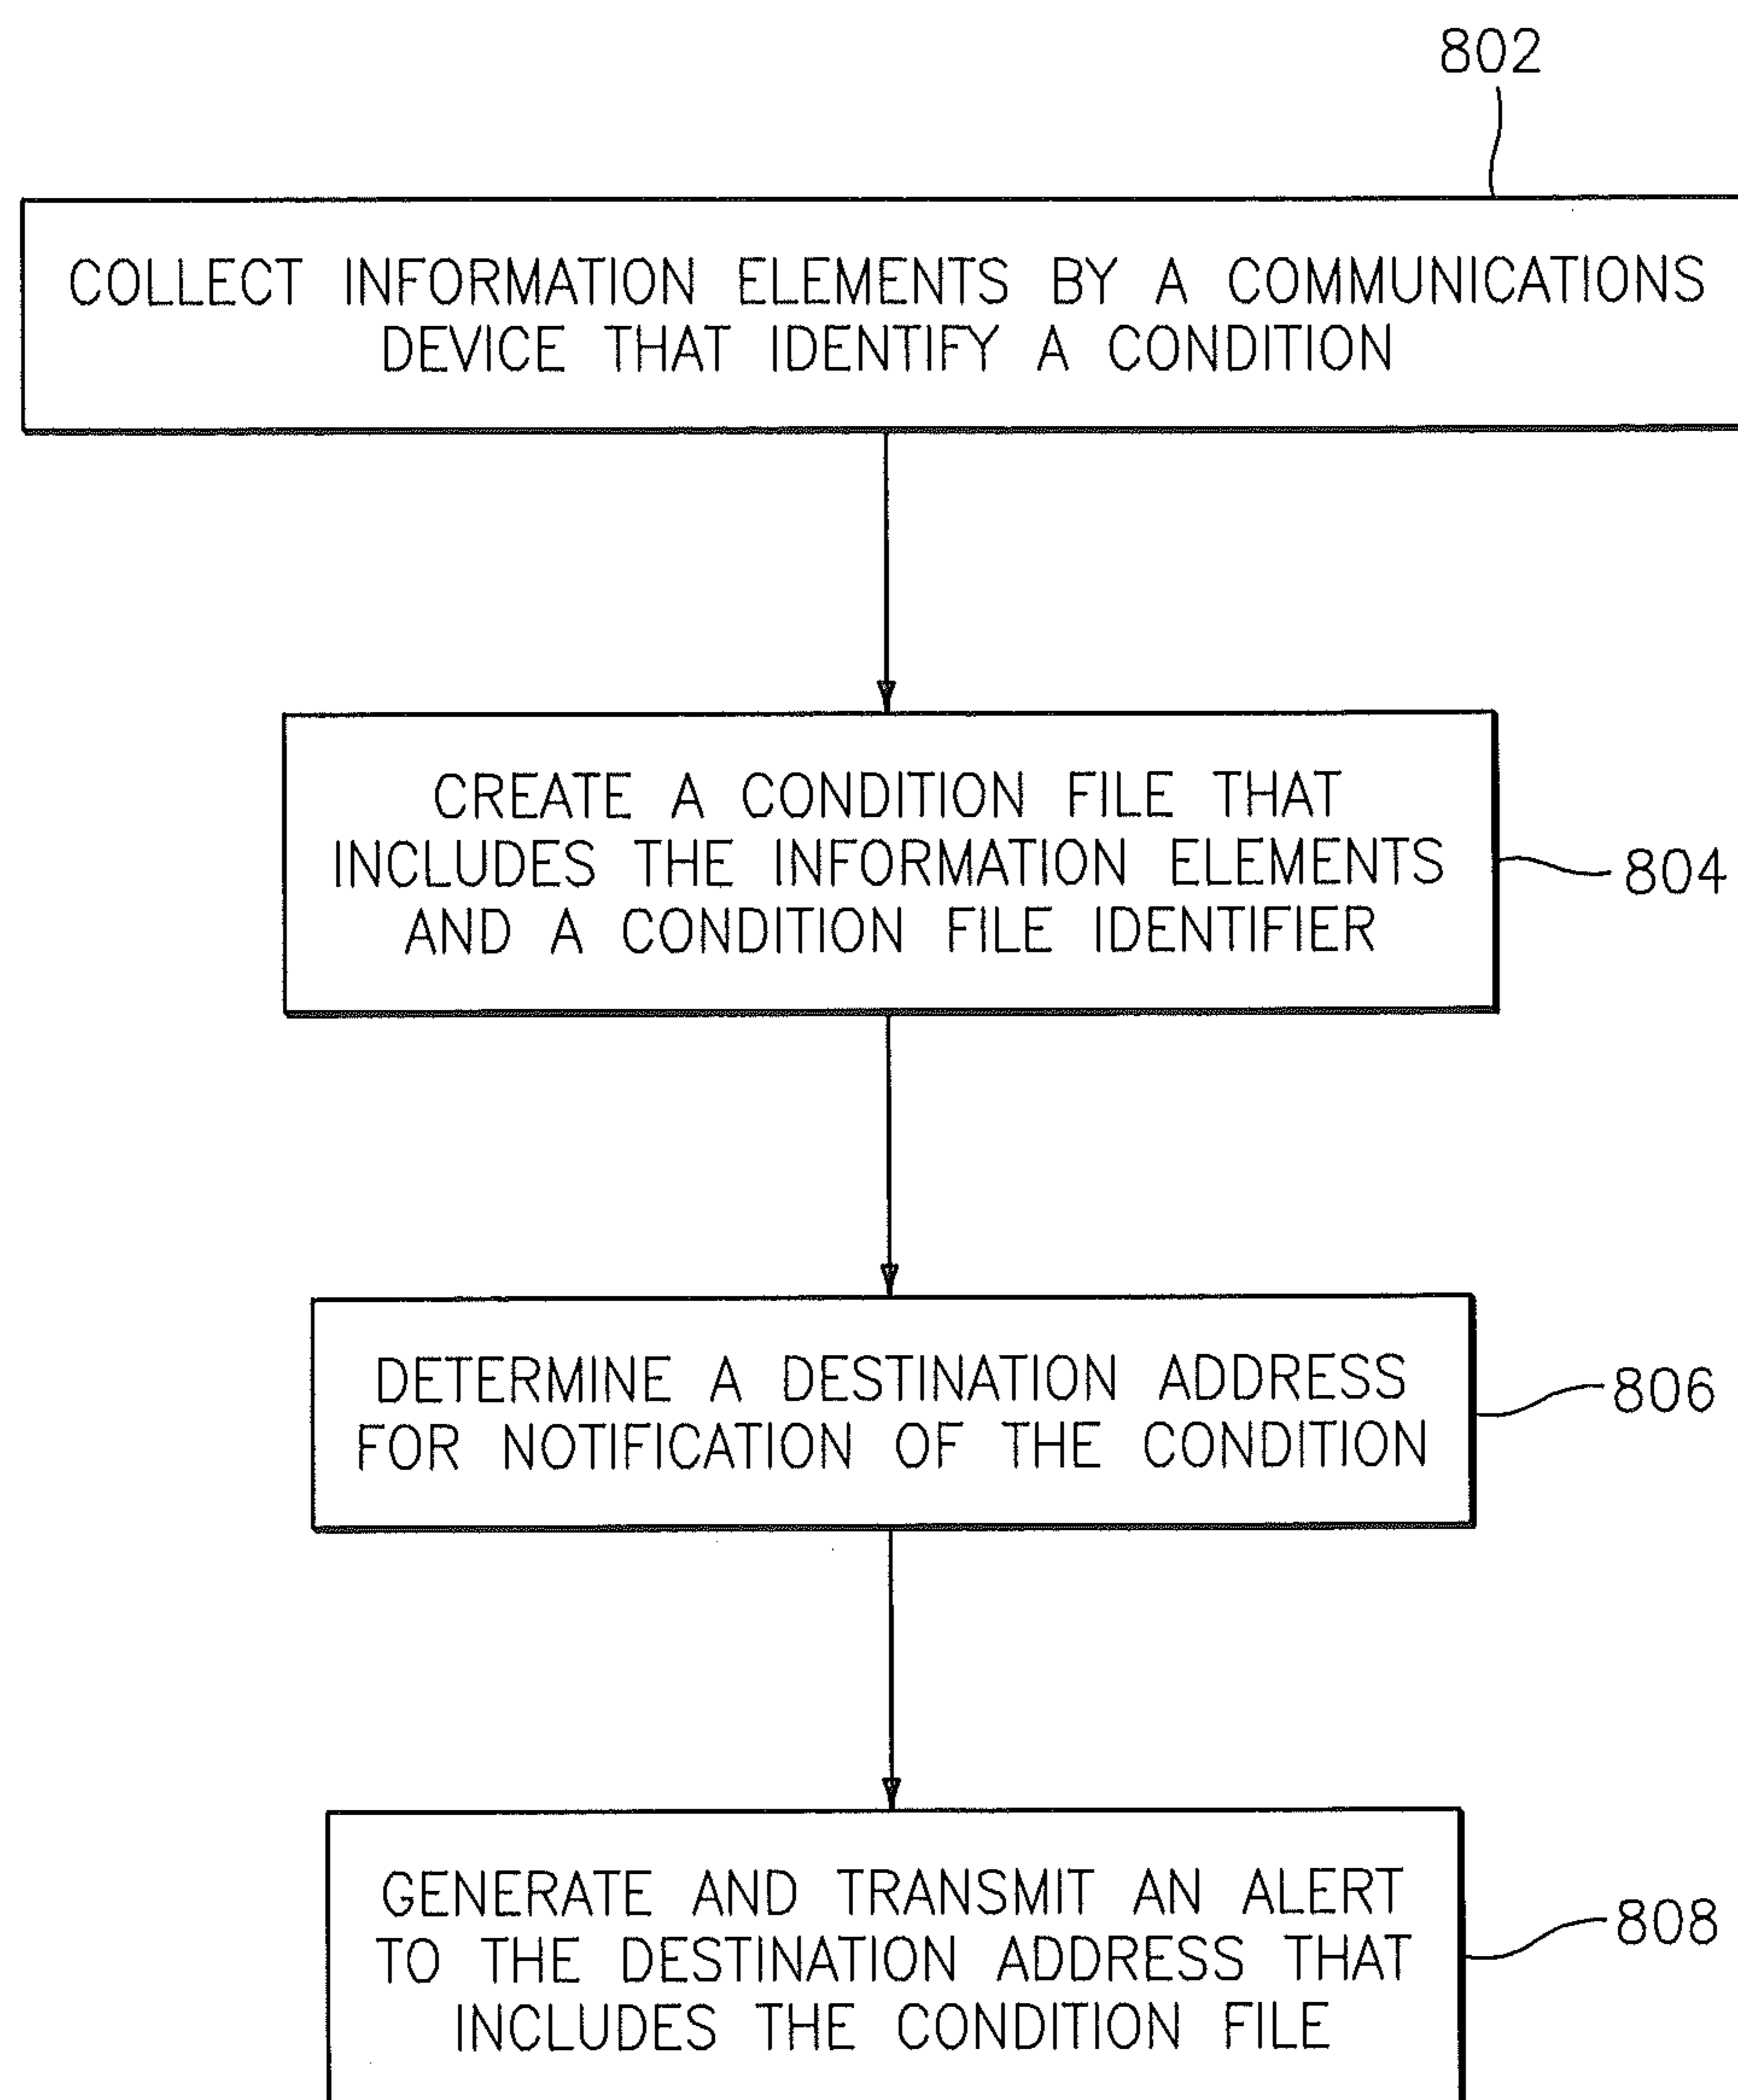 802
COLLECT INFORMATION ELEMENTS BY A COMMUNICATIONS
DEVICE THAT IDENTIFY A CONDITION
CREATE A CONDITION FILE THAT
INCLUDES THE INFORMATION ELEMENTS
AND A CONDITION FILE IDENTIFIER
804
DETERMINE A DESTINATION ADDRESS
FOR NOTIFICATION OF THE CONDITION
806
GENERATE AND TRANSMIT AN ALERT
TO THE DESTINATION ADDRESS THAT
INCLUDES THE CONDITION FILE
808